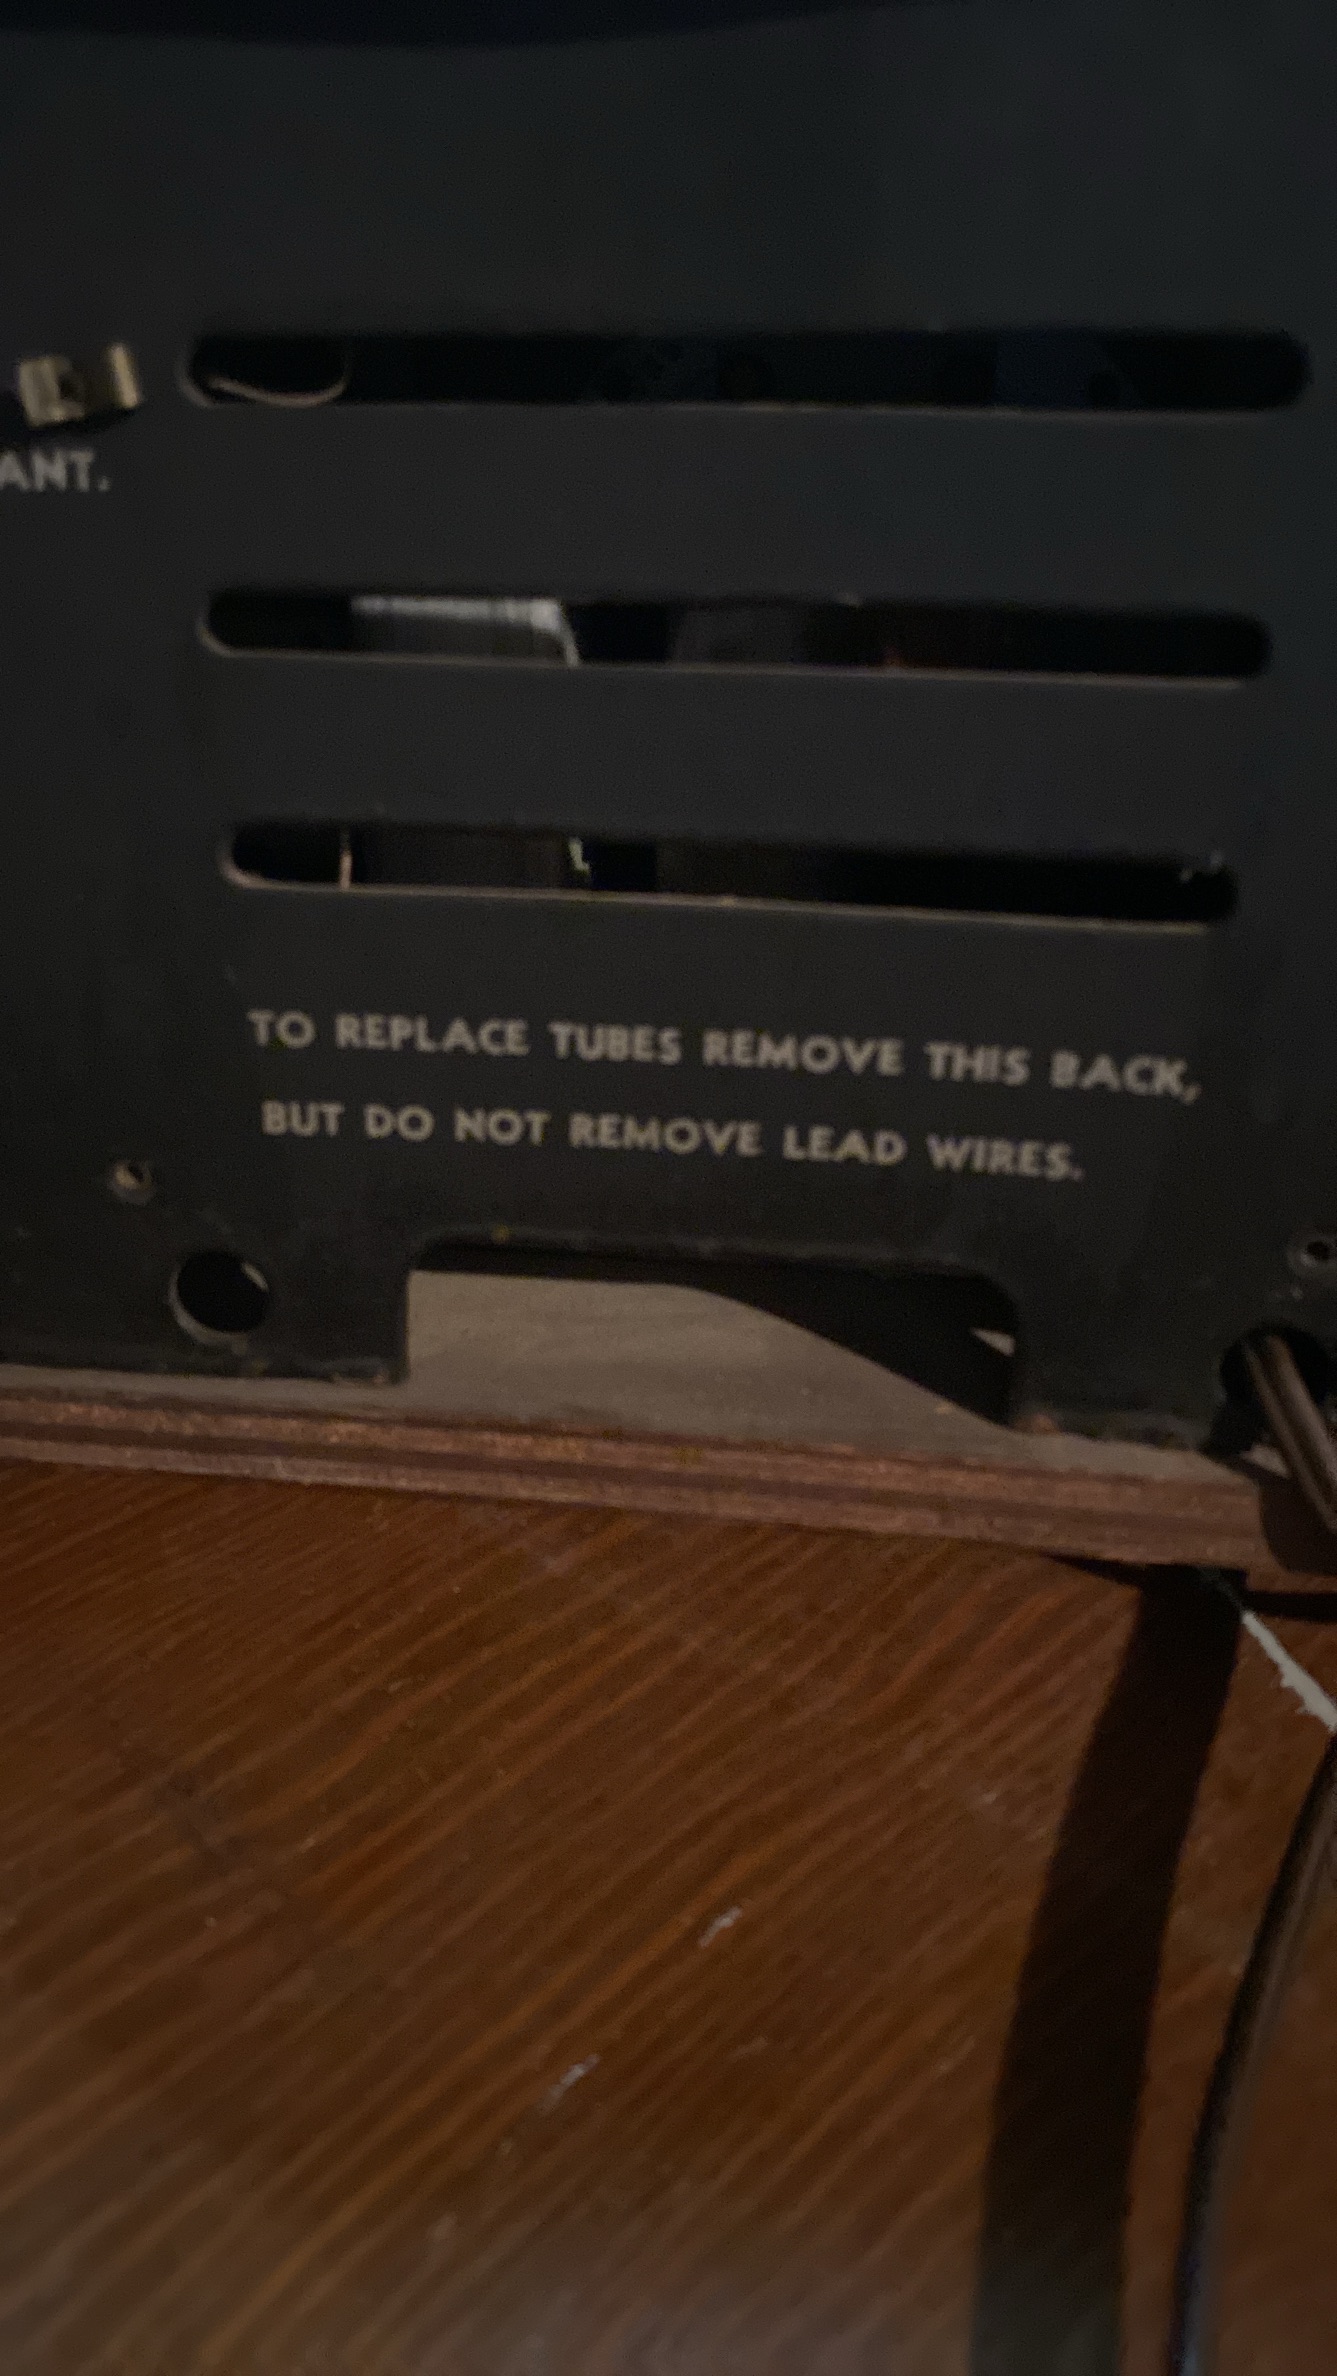 ANT.
TO REPLACE TUBES REMOVE THIS BACK,
BUT DO NOT REMOVE LEAD WIRES.